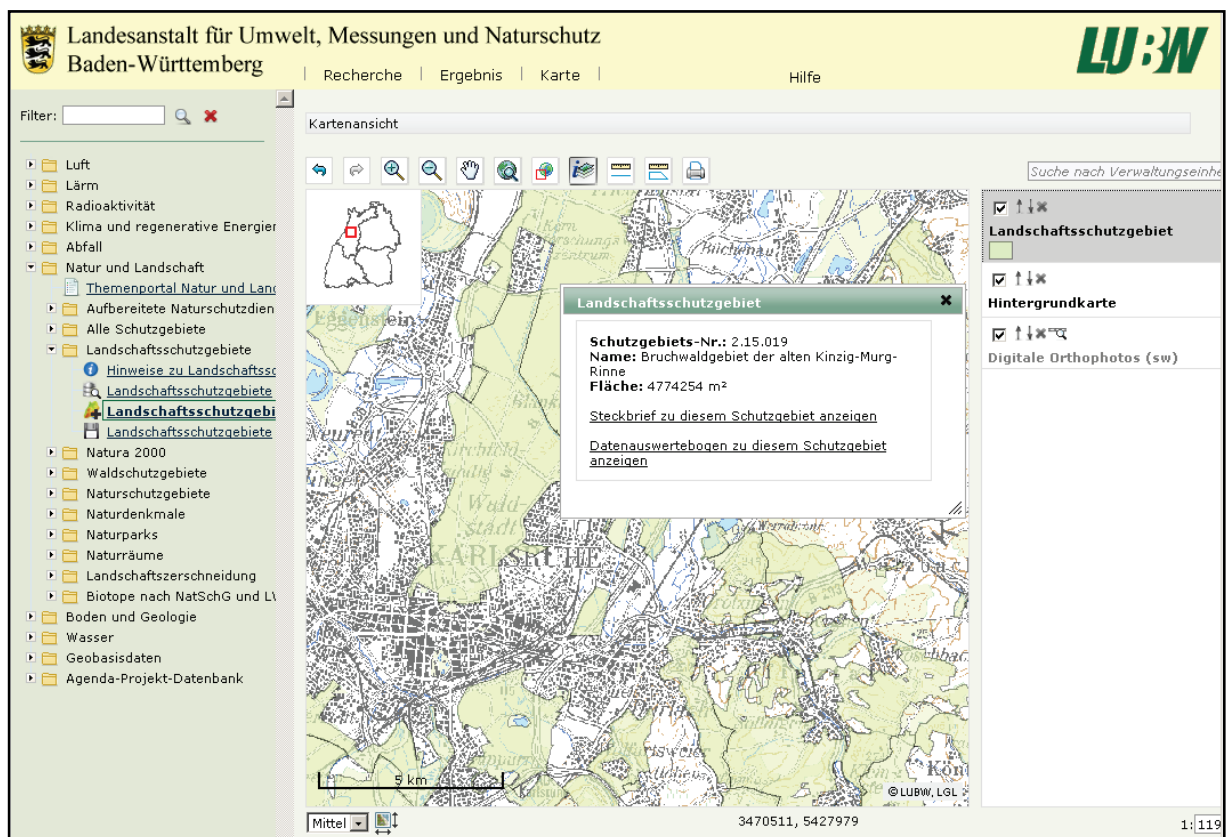 Landesanstalt für Umwelt, Messungen und Naturschutz
Baden-Württemberg
Recherche | Ergebnis | Karte |
Hilfe
LUBW
Filter:
Kartenansicht
Luft
Lärm
Radioaktivität
Klima und regenerative Energien
Abfall
Natur und Landschaft
Themenportal Natur und Land
Aufbereitete Naturschutzdien
Alle Schutzgebiete
Landschaftsschutzgebiete
Hinweise zu Landschaftssc
Landschaftsschutzgebiete
Landschaftsschutzgebi
Landschaftsschutzgebiete
Natura 2000
Waldschutzgebiete
Naturschutzgebiete
Naturdenkmale
Naturparks
Naturräume
Landschaftszerschneidung
Biotope nach NatSchG und LW
Boden und Geologie
Wasser
Geobasisdaten
Agenda-Projekt-Datenbank
Suche nach Verwaltungseinhe
Landschaftsschutzgebiet
Hintergrundkarte
Digitale Orthophotos (sw)
Büchenau
Eggenstein
Landschaftsschutzgebiet
Schutzgebiets-Nr.: 2.15.019
Name: Bruchwaldgebiet der alten Kinzig-Murg-
Rinne
Fläche: 4774254 m²
Steckbrief zu diesem Schutzgebiet anzeigen
Datenauswertebogen zu diesem Schutzgebiet
anzeigen
Neureut
Wald-
stadt
KARLSRUHE
5 km
© LUBW, LGL
Mittel
3470511, 5427979
1: 119